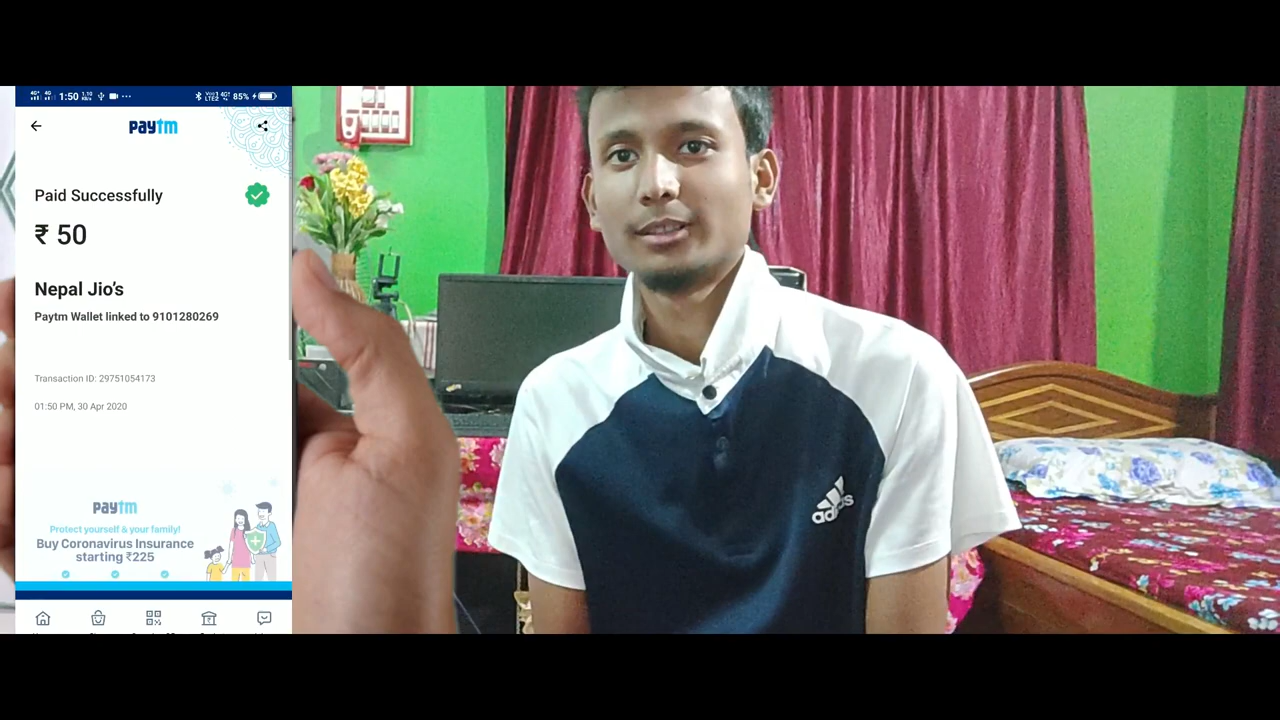 1:50
85%
paytm
Paid Successfully
₹ 50
Nepal Jio's
Paytm Wallet linked to 9101280269
Transaction ID: 29751054173
01:50 PM, 30 Apr 2020
paytm
Protect yourself & your family!
Buy Coronavirus Insurance
starting ₹225
adidas